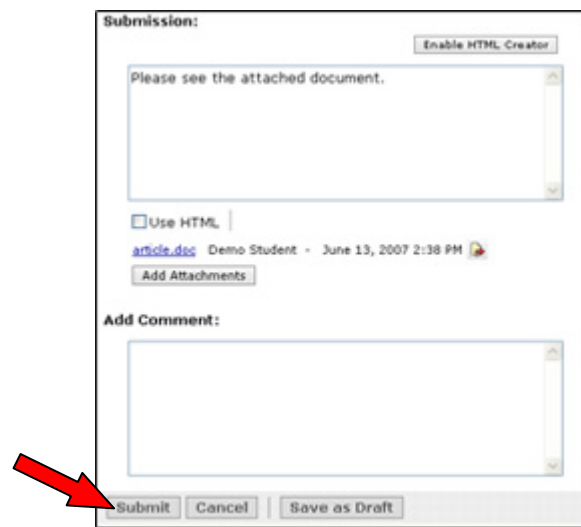 Submission:
Enable HTML Creator
Please see the attached document.
Use HTML
article.doc Demo Student - June 13, 2007 2:38 PM
Add Attachments
Add Comment:
Submit Cancel Save as Draft